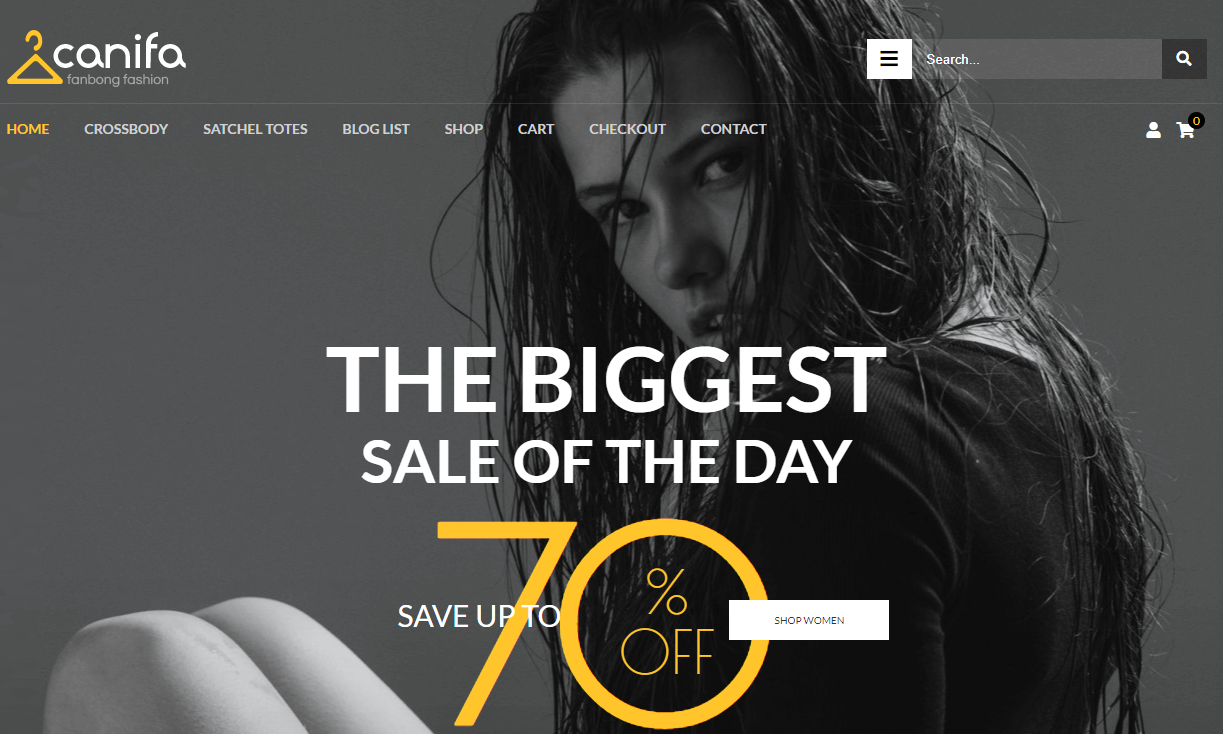 canifa
fanbong fashion
Search...
HOME CROSSBODY SATCHEL TOTES BLOG LIST SHOP CART CHECKOUT CONTACT
0
THE BIGGEST
SALE OF THE DAY
70
%
OFF
SAVE UP TO
SHOP WOMEN